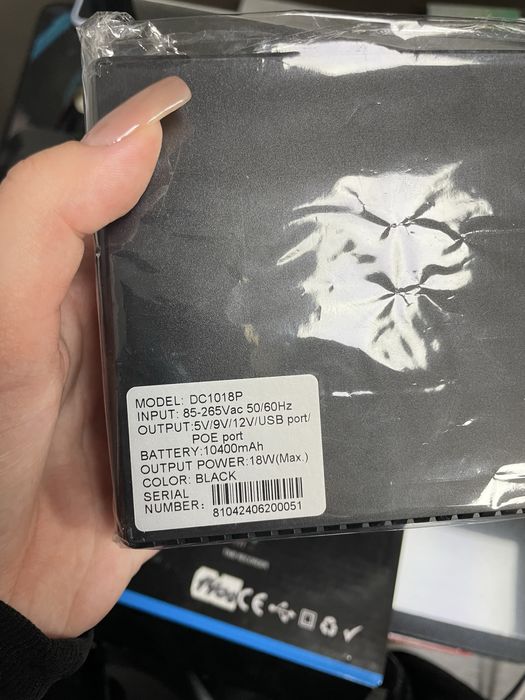 MODEL: DC1018P
INPUT: 85-265Vac 50/60Hz
OUTPUT:5V/9V/12V/USB port/
POE port
BATTERY:10400mAh
OUTPUT POWER:18W(Max.)
COLOR: BLACK
SERIAL
NUMBER:
81042406200051
CE